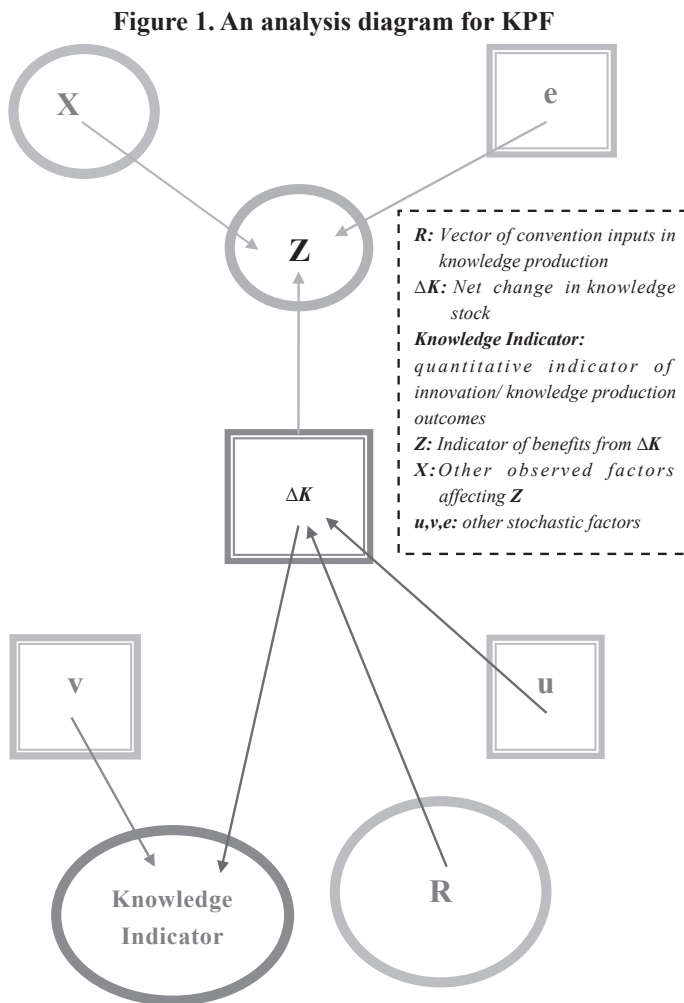 Figure 1. An analysis diagram for KPF
X
e
Z
R: Vector of convention inputs in
knowledge production
ΔK: Net change in knowledge
stock
Knowledge Indicator:
quantitative indicator of
innovation/ knowledge production
outcomes
Z: Indicator of benefits from ΔK
X: Other observed factors
affecting Z
u,v,e: other stochastic factors
ΔK
v
u
Knowledge
Indicator
R